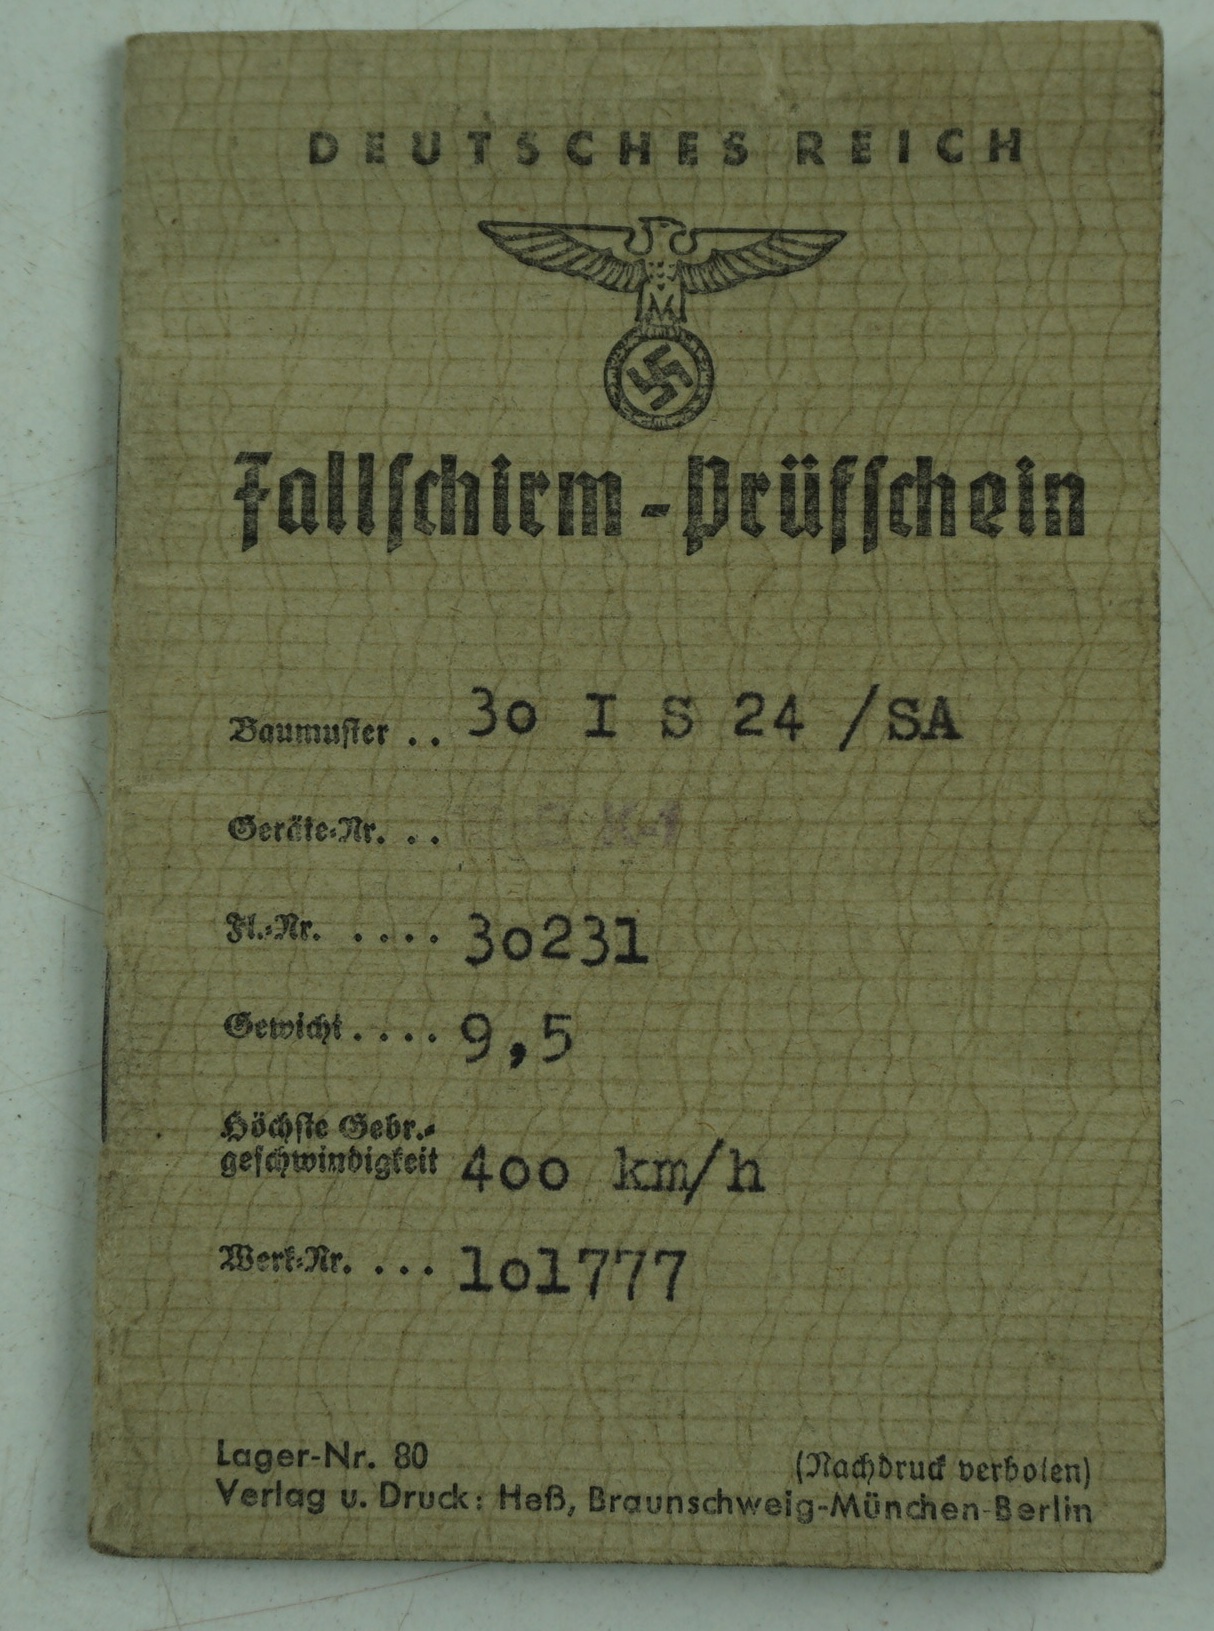 DEUTSCHES REICH
Fallschirm-Prüfschein
Baumuster .. 30 I S 24 /SA
Geräte-Nr. ..
Fl.-Nr. .... 30231
Gewicht .... 9,5
Höchste Gebr.-
geschwindigkeit 400 km/h
Werk-Nr. .... 101777
Lager-Nr. 80 (Nachdruck verboten)
Verlag u. Druck: Heß, Braunschweig-München-Berlin